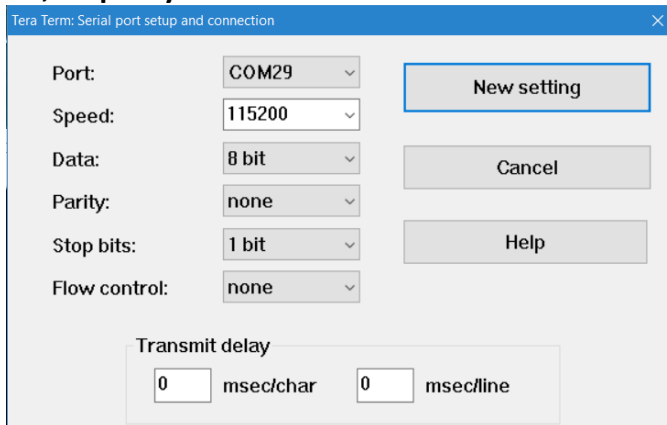 Tera Term: Serial port setup and connection
Port: COM29 New setting
Speed: 115200
Data: 8 bit Cancel
Parity: none
Stop bits: 1 bit Help
Flow control: none
Transmit delay
0 msec/char 0 msec/line